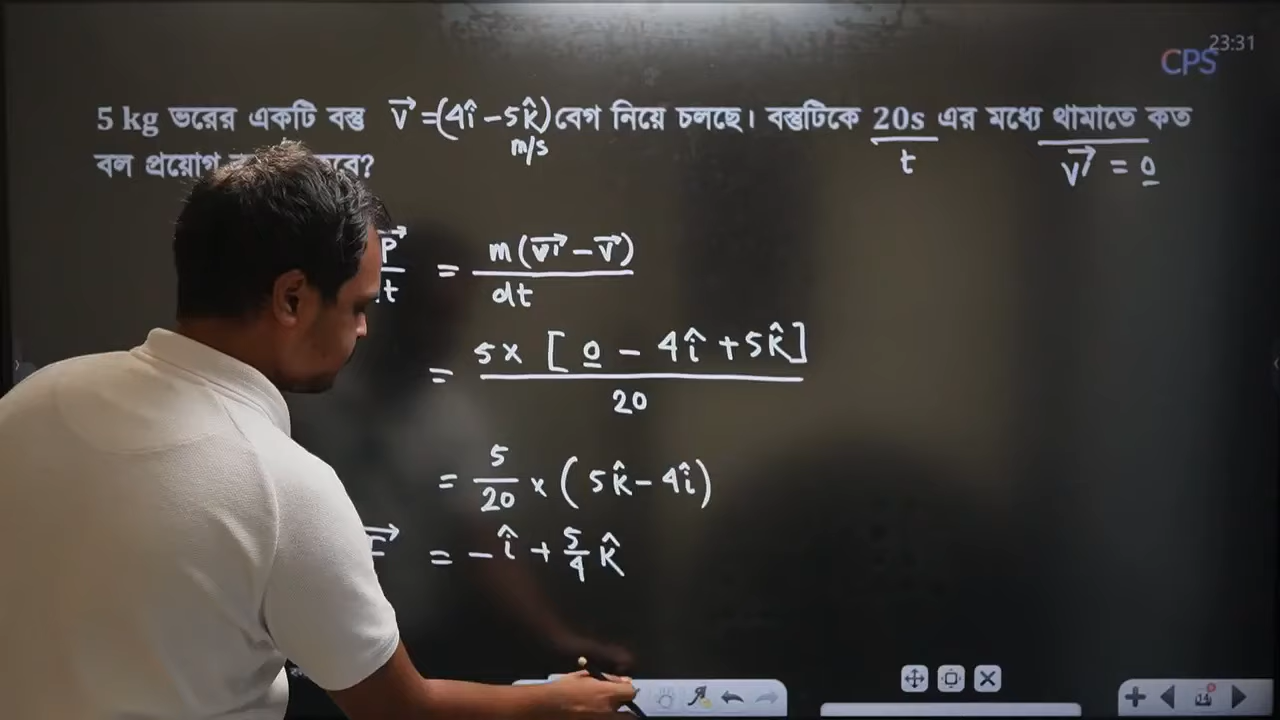 23:31
CPS
5 kg ভরের একটি বস্তু v⃗ = (4î − 5k̂) m/s বেগ নিয়ে চলছে। বস্তুটিকে 20s এর মধ্যে থামাতে কত
t v⃗' = 0
বল প্রয়োগ
= m(v⃗' − v⃗) / dt
= 5 × [0 − 4î + 5k̂] / 20
= 5/20 × (5k̂ − 4î)
= −î + 5/4 k̂